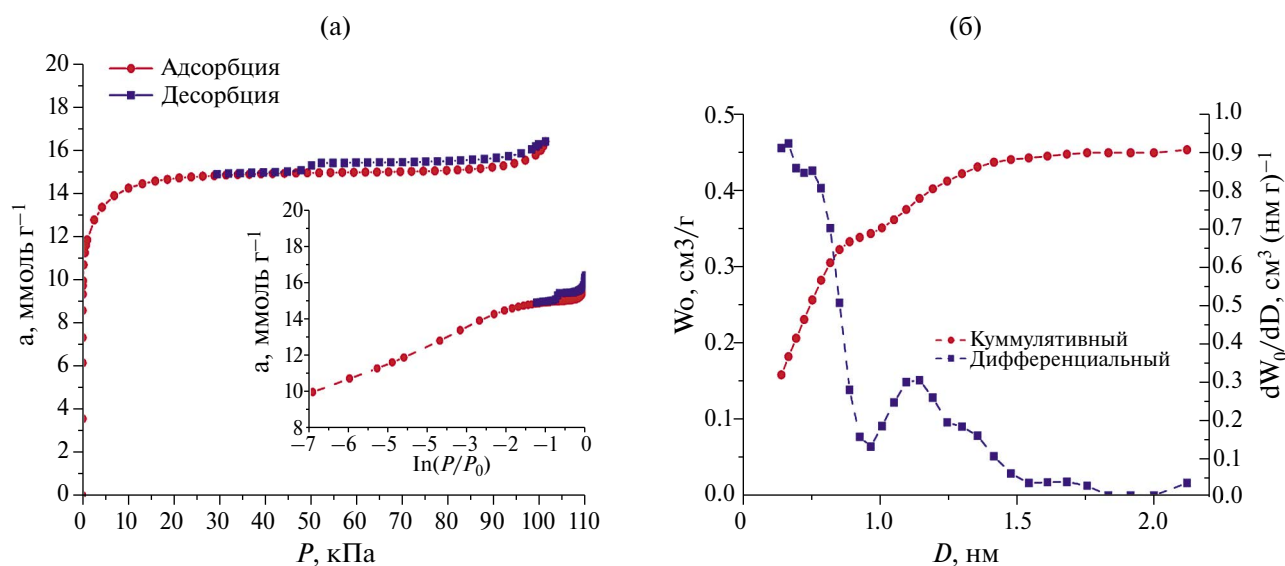 (а)
Адсорбция
Десорбция
a, ммоль г⁻¹
20
18
16
14
12
10
8
6
4
2
0
0 10 20 30 40 50 60 70 80 90 100 110
P, кПа
a, ммоль г⁻¹
20
18
16
14
12
10
8
−7 −6 −5 −4 −3 −2 −1 0
ln(P/P₀)
(б)
Wo, см3/г
0.5
0.4
0.3
0.2
0.1
0.0
Куммулятивный
Дифференциальный
0 1.0 1.5 2.0
D, нм
1.0
0.9
0.8
0.7
0.6
0.5
0.4
0.3
0.2
0.1
0.0
dW₀/dD, см³ (нм г)⁻¹